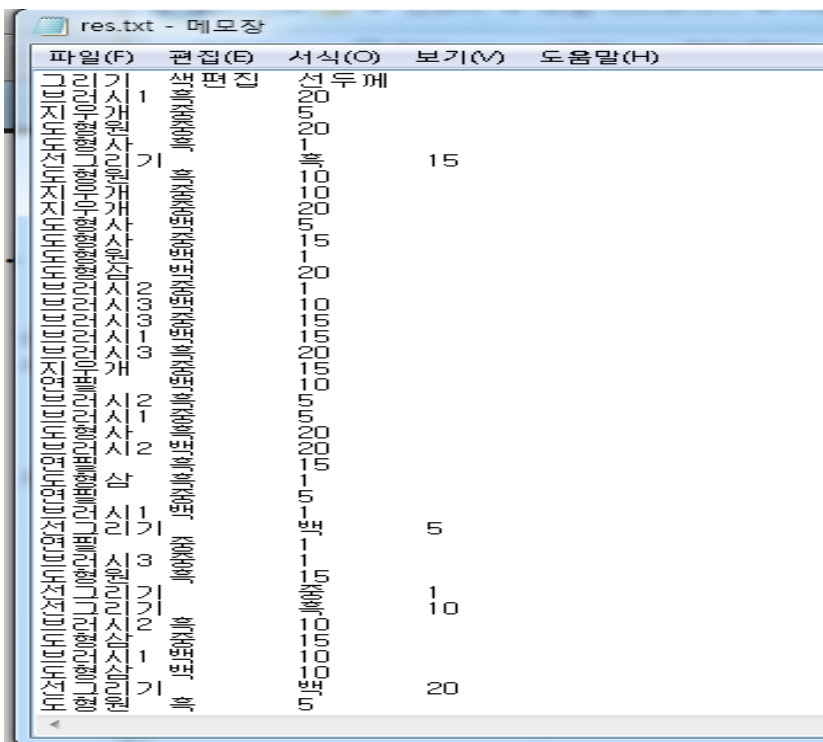 res.txt - 메모장
파일(F) 편집(E) 서식(O) 보기(V) 도움말(H)
그리기 색편집 선두께
브러시1 흑 20
지우개 중 5
도형원 중 20
도형사 흑 1
선그리기 흑 15
도형원 흑 10
지우개 중 10
지우개 중 20
도형사 백 5
도형사 중 15
도형원 백 1
도형삼 백 20
브러시2 중 1
브러시3 백 10
브러시3 중 15
브러시1 백 15
브러시3 흑 20
지우개 중 15
연필 백 10
브러시2 흑 5
브러시1 중 5
도형사 흑 20
브러시2 백 20
연필 흑 15
도형삼 흑 1
연필 중 5
브러시1 백 1
선그리기 백 5
연필 중 1
브러시3 중 1
도형원 흑 15
선그리기 중 1
선그리기 흑 10
브러시2 흑 10
도형삼 중 15
브러시1 백 10
도형삼 백 10
선그리기 백 20
도형원 흑 5